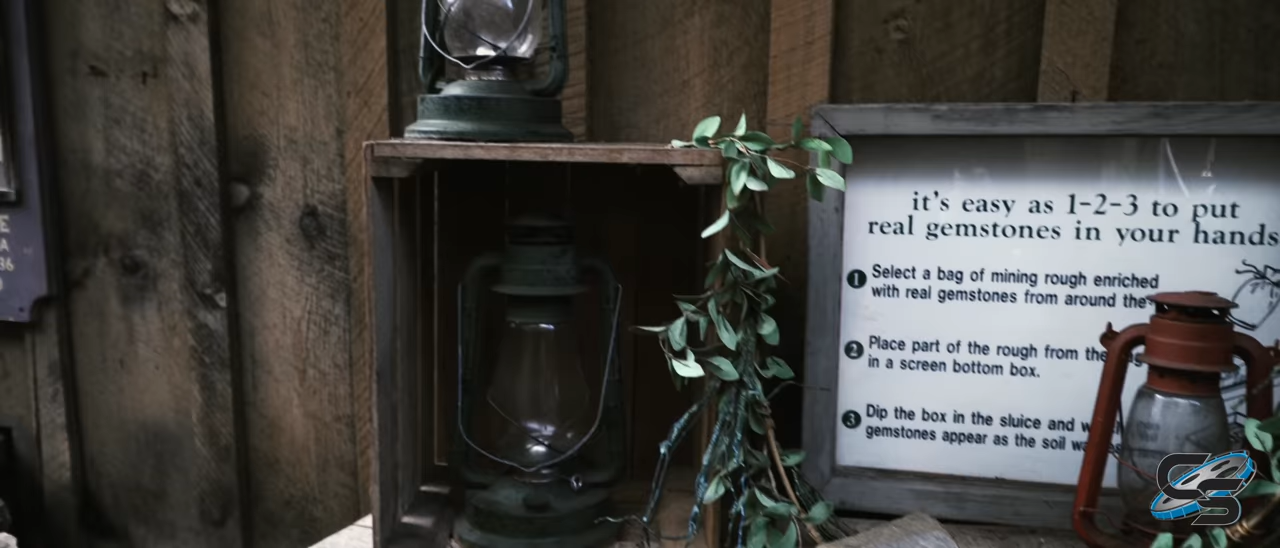 E
A
36
it's easy as 1-2-3 to put
real gemstones in your hands
1 Select a bag of mining rough enriched
with real gemstones from around the
2 Place part of the rough from the
in a screen bottom box.
3 Dip the box in the sluice and
gemstones appear as the soil